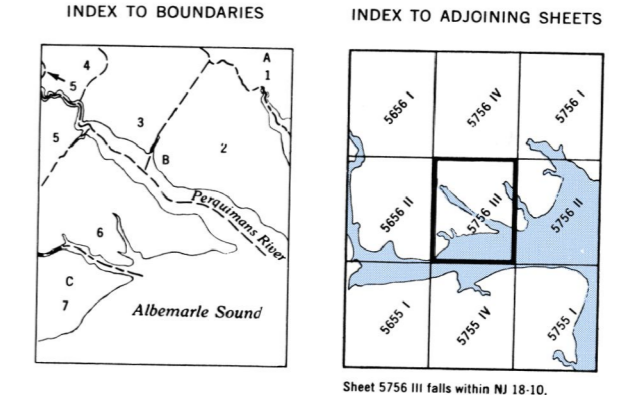 INDEX TO BOUNDARIES
A
1
4
5
3
5
2
B
Perquimans River
6
C
7
Albemarle Sound
INDEX TO ADJOINING SHEETS
5656 I
5756 IV
5756 I
5656 II
5756 III
5756 II
5655 I
5755 IV
5755 I
Sheet 5756 III falls within NJ 18-10.